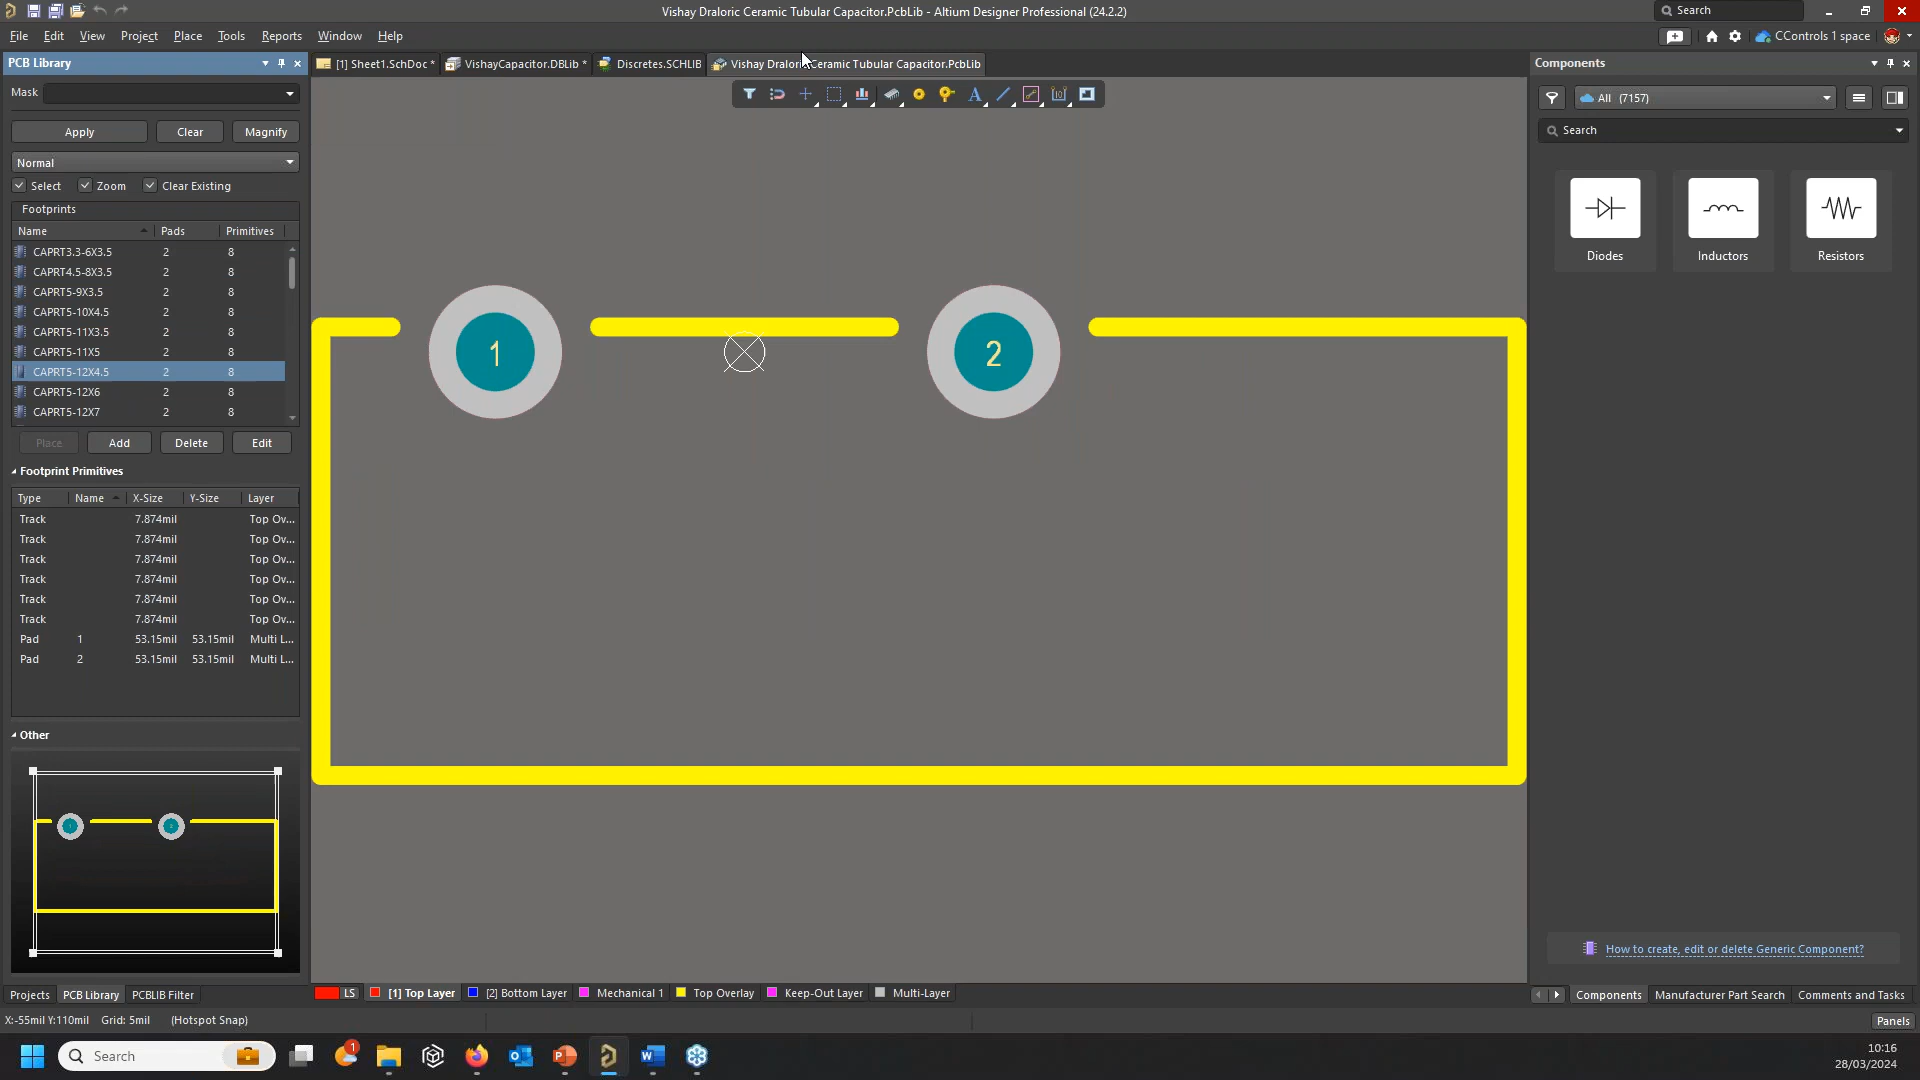 Vishay Draloric Ceramic Tubular Capacitor.PcbLib - Altium Designer Professional (24.2.2)
Search
File Edit View Project Place Tools Reports Window Help
CControls 1 space
PCB Library
[1] Sheet1.SchDoc *
VishayCapacitor.DBLib *
Discretes.SCHLIB
Vishay Draloric Ceramic Tubular Capacitor.PcbLib
Components
Mask
All (7157)
Apply Clear Magnify
Search
Normal
Select Zoom Clear Existing
Footprints
Name Pads Primitives
CAPRT3.3-6X3.5 2 8
CAPRT4.5-8X3.5 2 8
CAPRT5-9X3.5 2 8
CAPRT5-10X4.5 2 8
CAPRT5-11X3.5 2 8
CAPRT5-11X5 2 8
CAPRT5-12X4.5 2 8
CAPRT5-12X6 2 8
CAPRT5-12X7 2 8
Diodes Inductors Resistors
1 2
Place Add Delete Edit
Footprint Primitives
Type Name X-Size Y-Size Layer
Track 7.874mil Top Ov...
Track 7.874mil Top Ov...
Track 7.874mil Top Ov...
Track 7.874mil Top Ov...
Track 7.874mil Top Ov...
Track 7.874mil Top Ov...
Pad 1 53.15mil 53.15mil Multi L...
Pad 2 53.15mil 53.15mil Multi L...
Other
How to create, edit or delete Generic Component?
Projects PCB Library PCBLIB Filter
LS [1] Top Layer [2] Bottom Layer Mechanical 1 Top Overlay Keep-Out Layer Multi-Layer
Components Manufacturer Part Search Comments and Tasks
X:-55mil Y:110mil Grid: 5mil (Hotspot Snap)
Panels
Search
1
10:16
28/03/2024